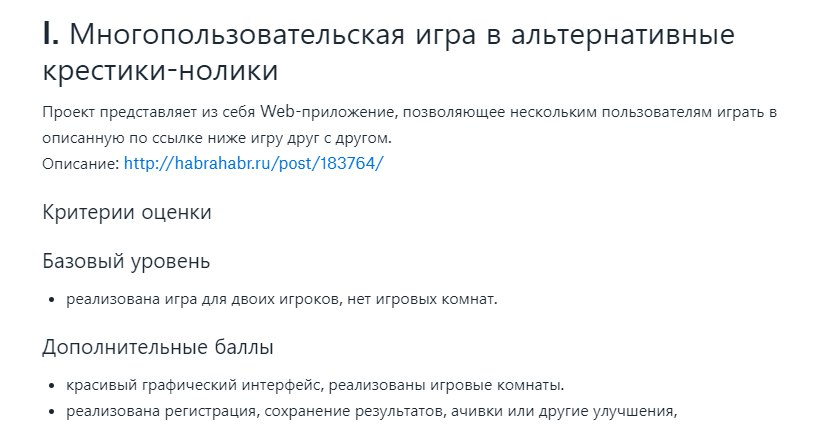 I. Многопользовательская игра в альтернативные
крестики-нолики
Проект представляет из себя Web-приложение, позволяющее нескольким пользователям играть в
описанную по ссылке ниже игру друг с другом.
Описание: http://habrahabr.ru/post/183764/
Критерии оценки
Базовый уровень
• реализована игра для двоих игроков, нет игровых комнат.
Дополнительные баллы
• красивый графический интерфейс, реализованы игровые комнаты.
• реализована регистрация, сохранение результатов, ачивки или другие улучшения,